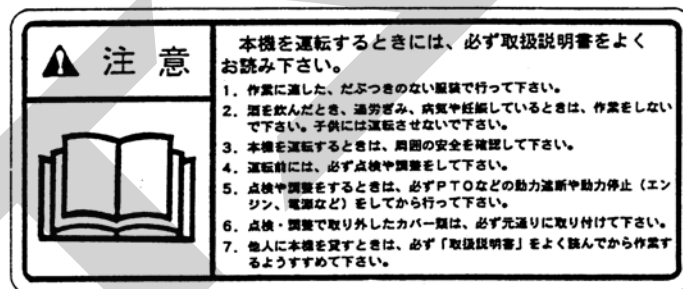 注意
本機を運転するときには、必ず取扱説明書をよく
お読み下さい。
1. 作業に適した、だぶつきのない服装で行って下さい。
2. 酒を飲んだとき、過労ぎみ、病気や妊娠しているときは、作業をしない
で下さい。子供には運転させないで下さい。
3. 本機を運転するときは、周囲の安全を確認して下さい。
4. 運転前には、必ず点検や調整をして下さい。
5. 点検や調整をするときは、必ずPTOなどの動力遮断や動力停止（エン
ジン、電源など）をしてから行って下さい。
6. 点検・調整で取り外したカバー類は、必ず元通りに取り付けて下さい。
7. 他人に本機を貸すときは、必ず「取扱説明書」をよく読んでから作業す
るようすすめて下さい。